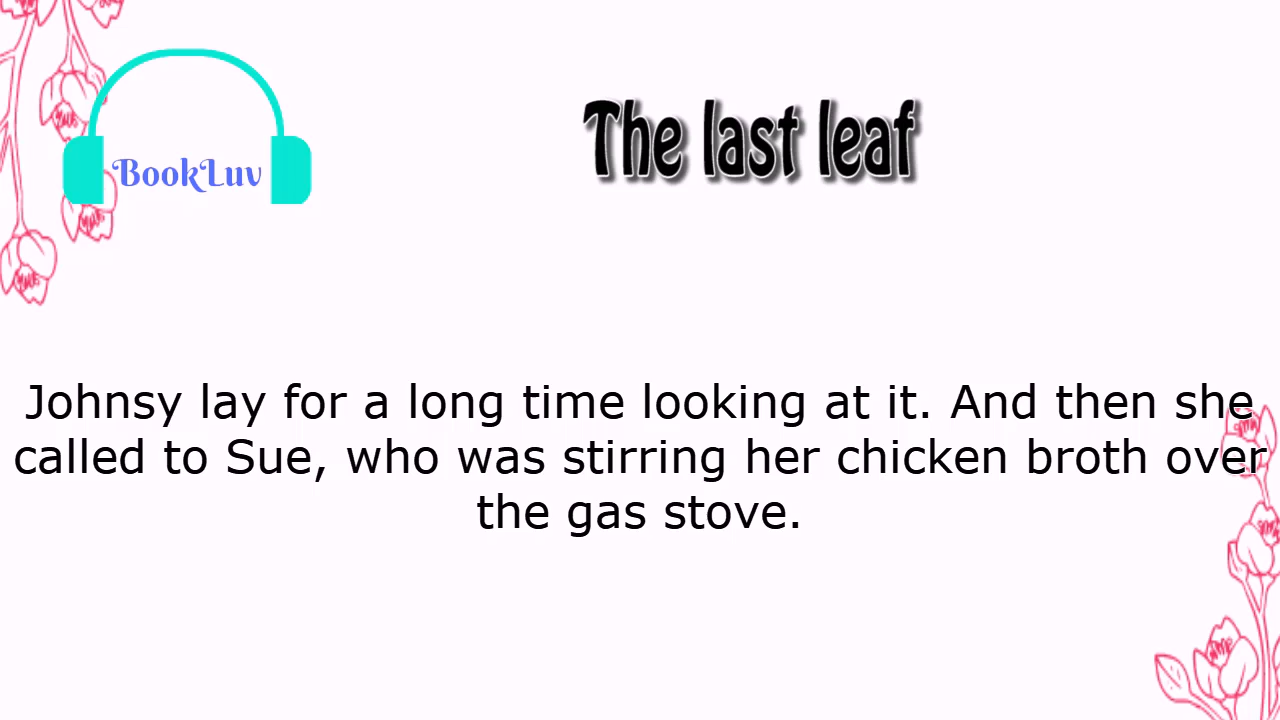 The last leaf
BookLuv
Johnsy lay for a long time looking at it. And then she
called to Sue, who was stirring her chicken broth over
the gas stove.